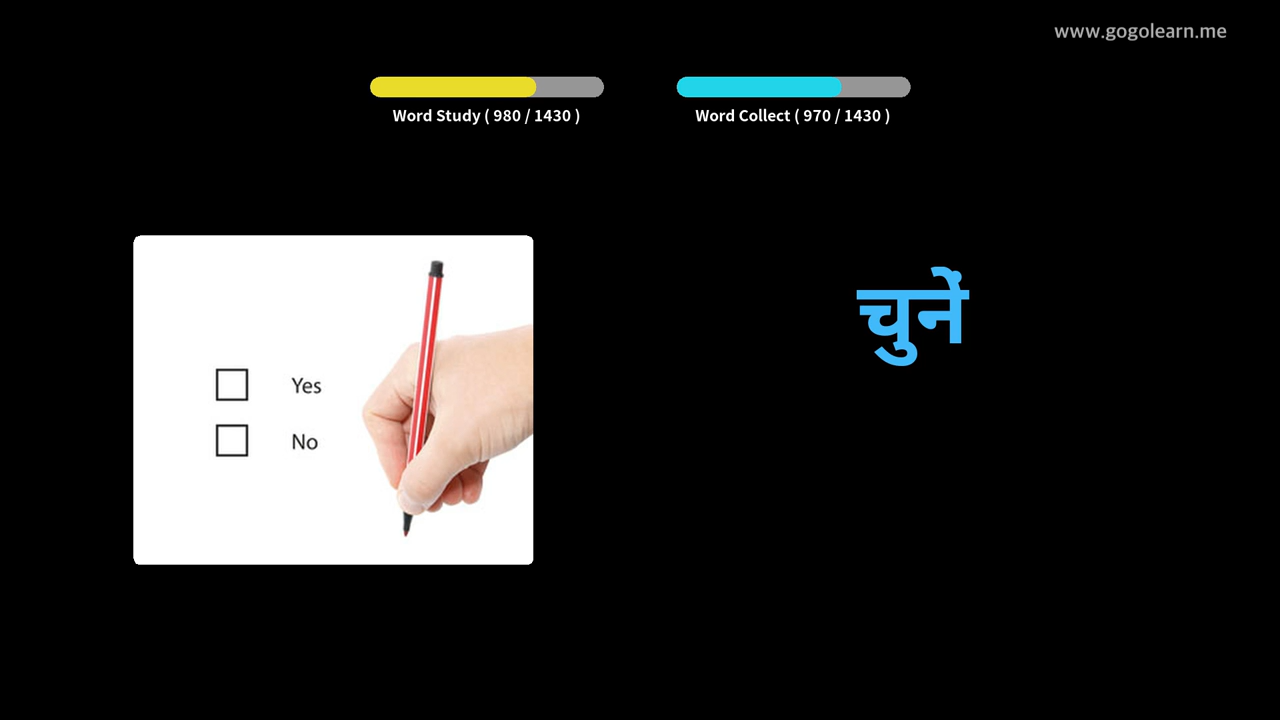 www.gogolearn.me
Word Study ( 980 / 1430 )
Word Collect ( 970 / 1430 )
चुनें
Yes
No